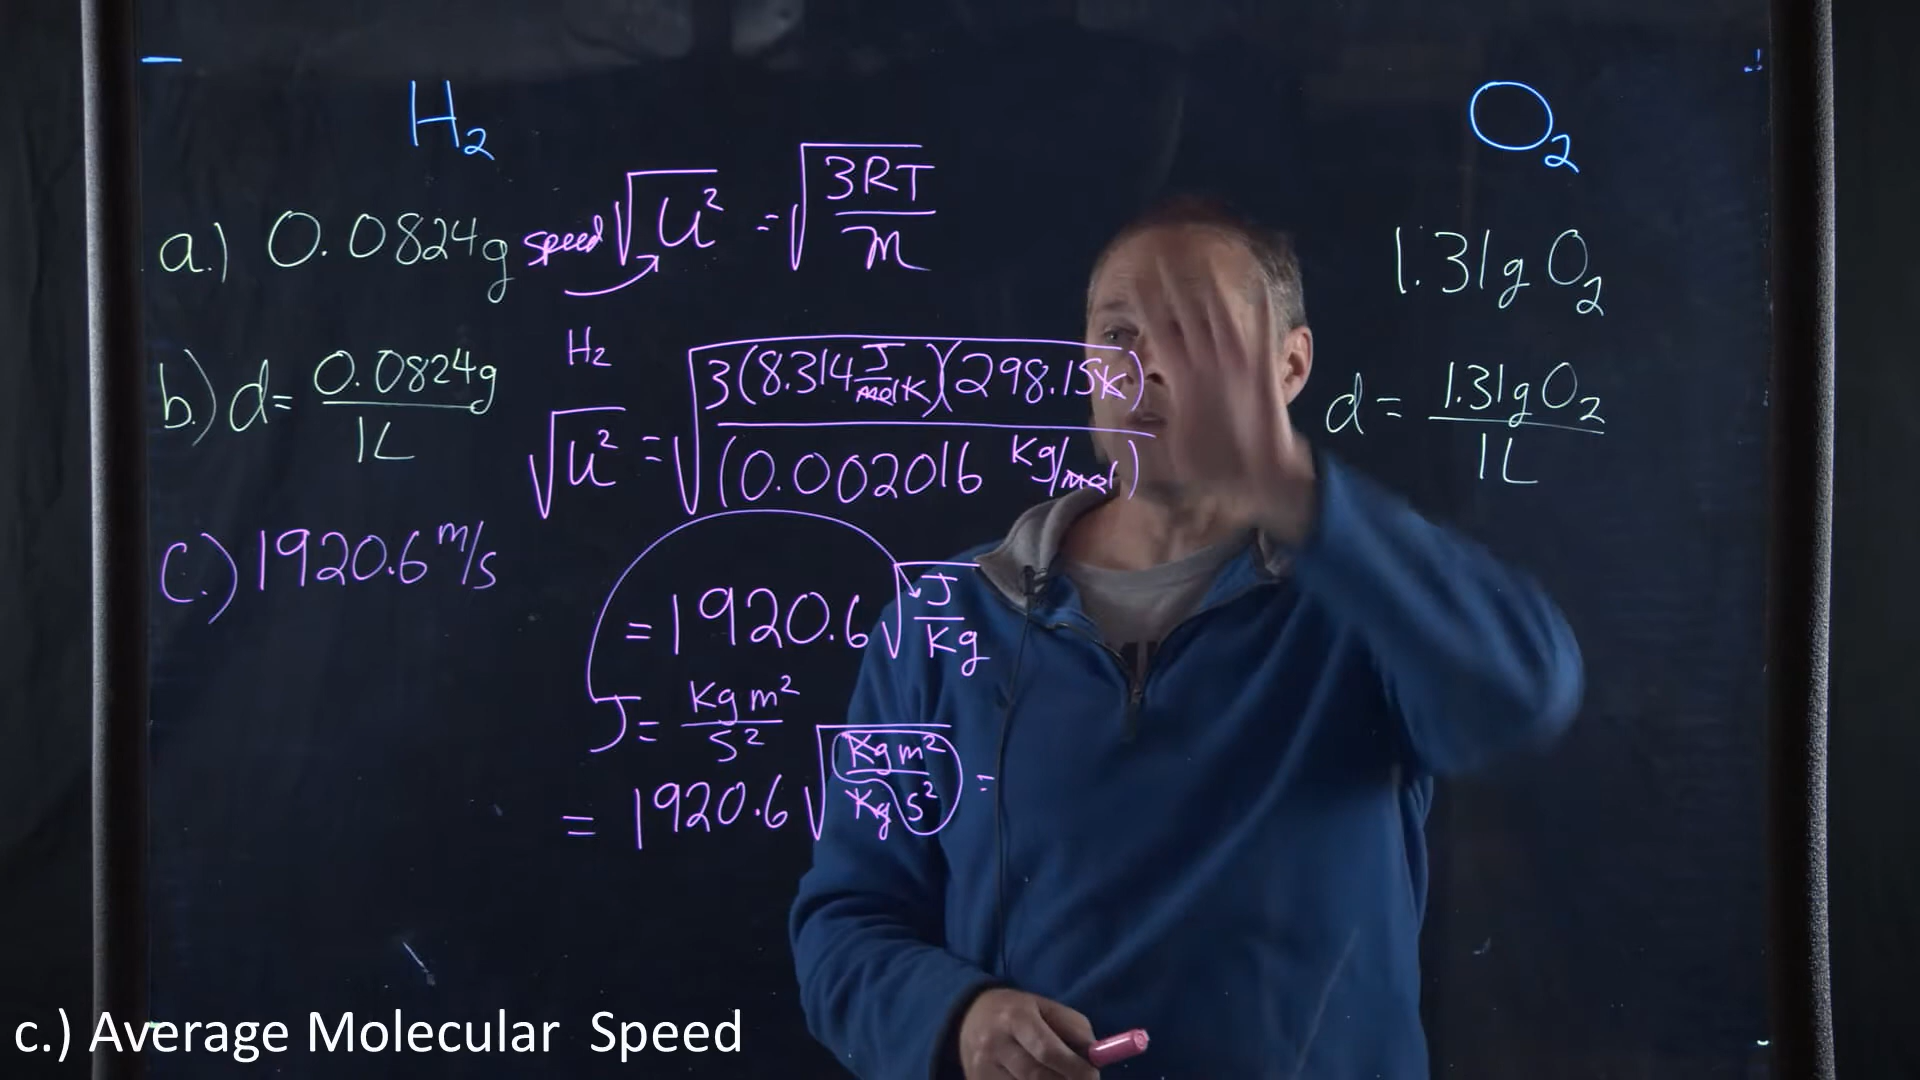 H₂
O₂
a.) 0.0824g
speed √u² = √(3RT/m)
1.31g O₂
H₂
b.) d = 0.0824g/1L
√u² = √(3(8.314 J/mol K)(298.15K)/(0.002016 Kg/mol))
d = 1.31g O₂/1L
c.) 1920.6 m/s
= 1920.6 √(J/Kg)
J = Kg m²/S²
= 1920.6 √(Kg m²/Kg S²) =
c.) Average Molecular Speed